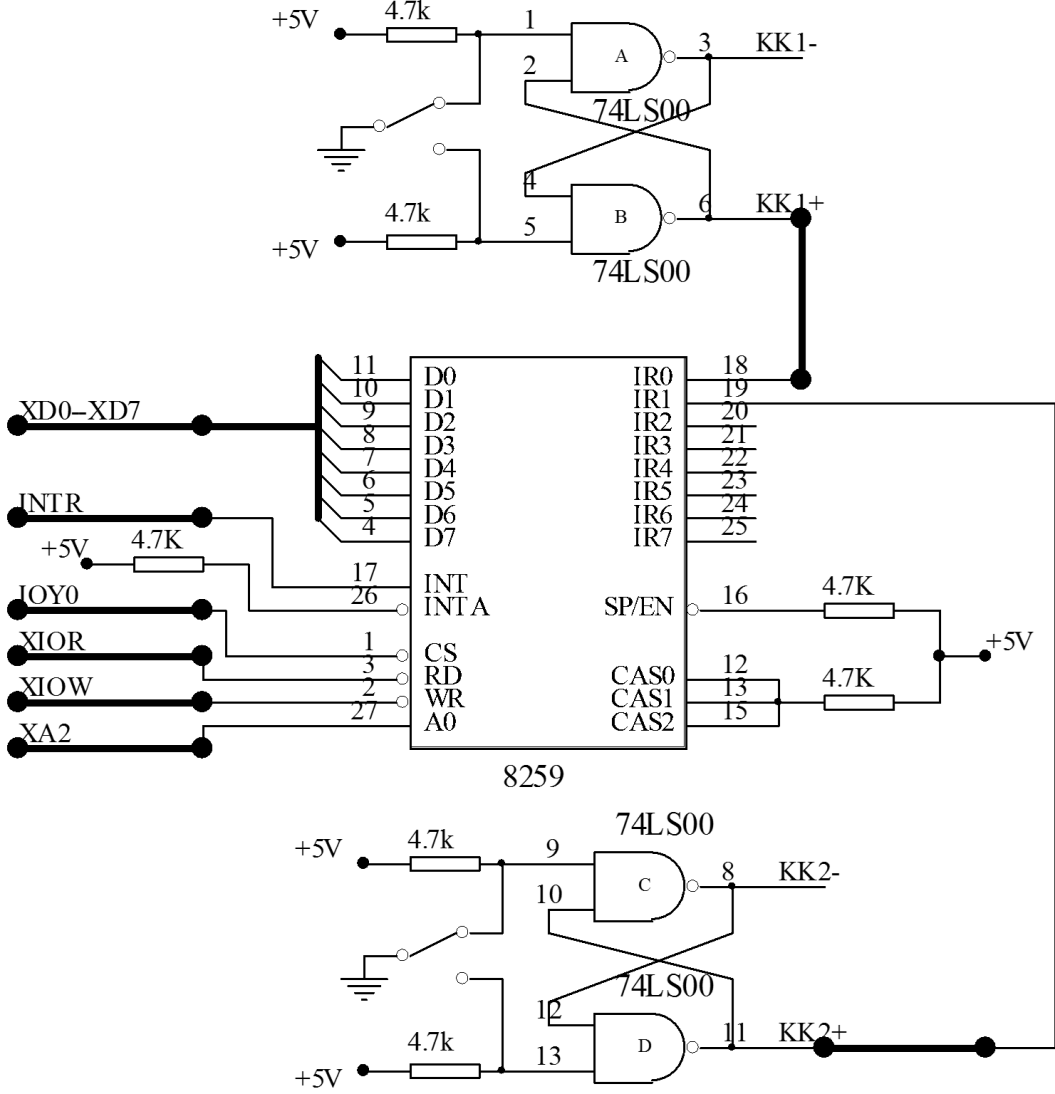 +5V 4.7k 1 3 KK1-
A
2
74LS00
4
4.7k B 6 KK1+
+5V 5
74LS00
11 D0 IR0 18
10 D1 IR1 19
XD0–XD7 9 D2 IR2 20
8 D3 IR3 21
7 D4 IR4 22
6 D5 IR5 23
INTR 5 D6 IR6 24
4 D7 IR7 25
+5V 4.7K
17 INT
IOY0 26 INTA SP/EN 16 4.7K
+5V
XIOR 1 CS
3 RD CAS0 12 4.7K
XIOW 2 WR CAS1 13
XA2 27 A0 CAS2 15
8259
74LS00
+5V 4.7k 9 8 KK2-
C
10
74LS00
12
4.7k D 11 KK2+
+5V 13